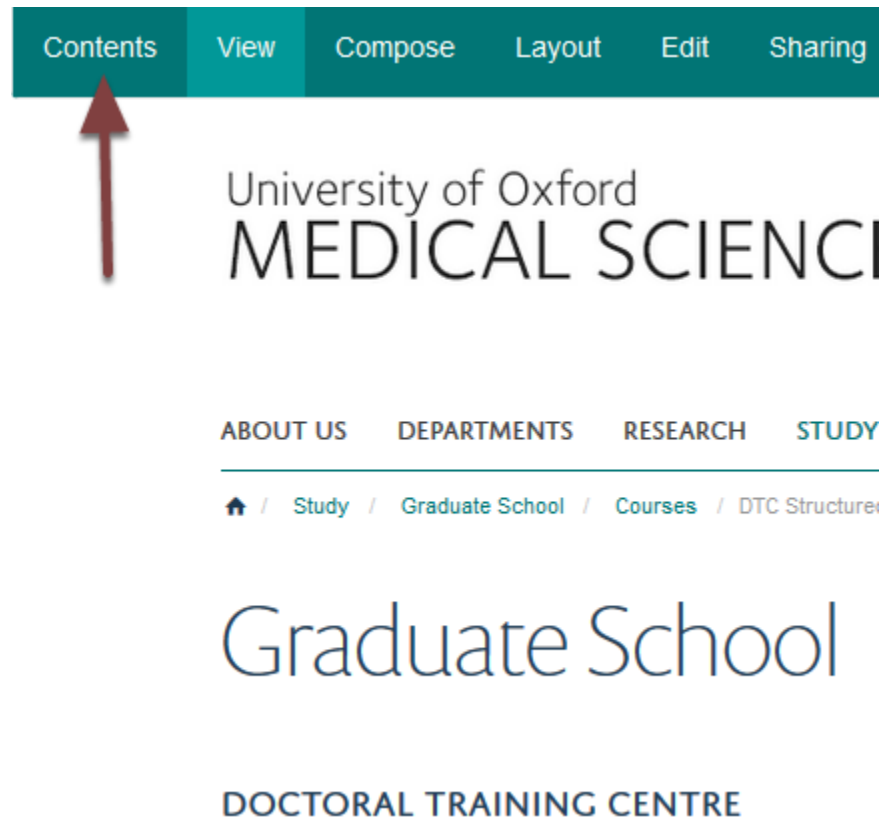 Contents View Compose Layout Edit Sharing
University of Oxford
MEDICAL SCIENC
ABOUT US DEPARTMENTS RESEARCH STUDY
/ Study / Graduate School / Courses / DTC Structured
Graduate School
DOCTORAL TRAINING CENTRE